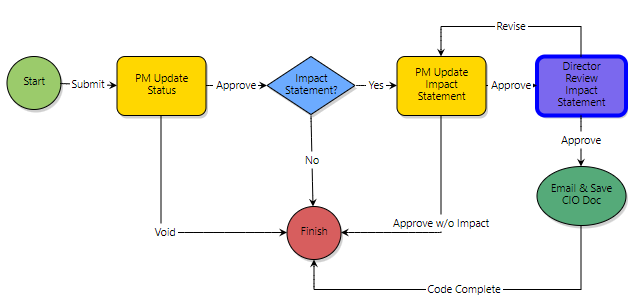 Revise
Start
Submit
PM Update
Status
Approve
Impact
Statement?
Yes
PM Update
Impact
Statement
Approve
Director
Review
Impact
Statement
No
Approve
Email & Save
CIO Doc
Void
Finish
Approve w/o Impact
Code Complete